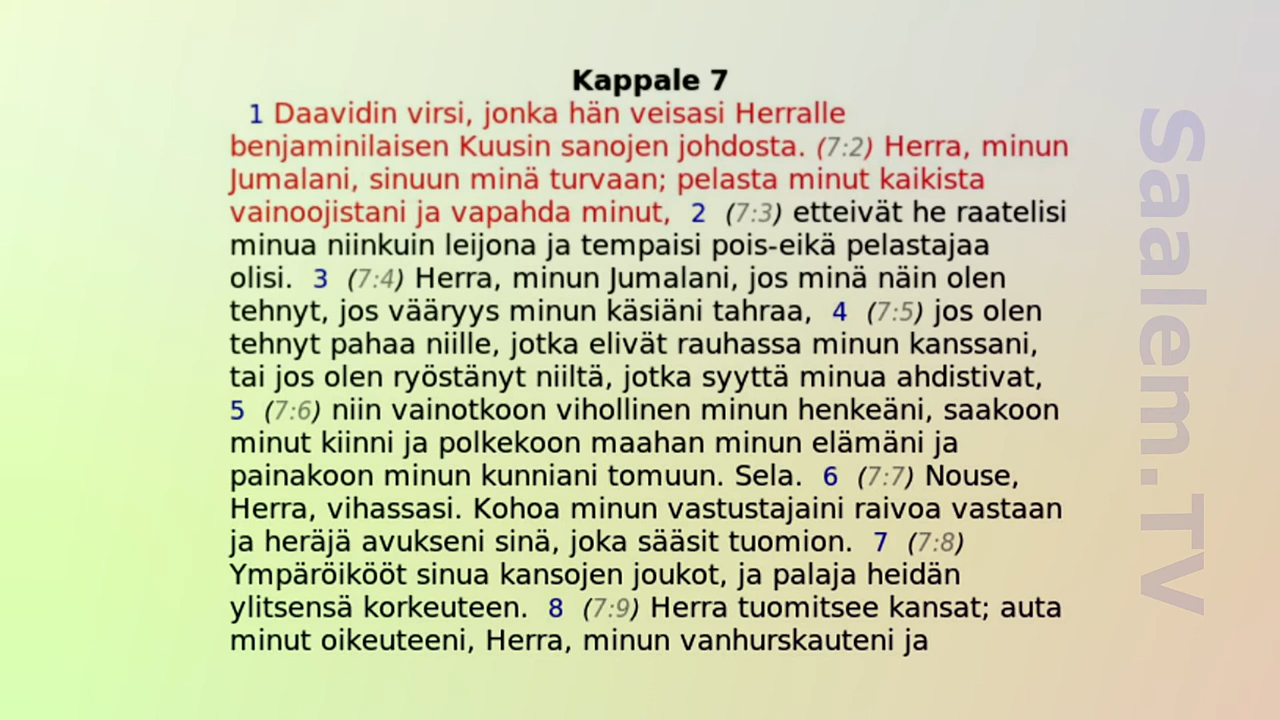 Kappale 7
1 Daavidin virsi, jonka hän veisasi Herralle
benjaminilaisen Kuusin sanojen johdosta. (7:2) Herra, minun
Jumalani, sinuun minä turvaan; pelasta minut kaikista
vainoojistani ja vapahda minut, 2 (7:3) etteivät he raatelisi
minua niinkuin leijona ja tempaisi pois-eikä pelastajaa
olisi. 3 (7:4) Herra, minun Jumalani, jos minä näin olen
tehnyt, jos vääryys minun käsiäni tahraa, 4 (7:5) jos olen
tehnyt pahaa niille, jotka elivät rauhassa minun kanssani,
tai jos olen ryöstänyt niiltä, jotka syyttä minua ahdistivat,
5 (7:6) niin vainotkoon vihollinen minun henkeäni, saakoon
minut kiinni ja polkekoon maahan minun elämäni ja
painakoon minun kunniani tomuun. Sela. 6 (7:7) Nouse,
Herra, vihassasi. Kohoa minun vastustajaini raivoa vastaan
ja heräjä avukseni sinä, joka sääsit tuomion. 7 (7:8)
Ympäröikööt sinua kansojen joukot, ja palaja heidän
ylitsensä korkeuteen. 8 (7:9) Herra tuomitsee kansat; auta
minut oikeuteeni, Herra, minun vanhurskauteni ja
Saalem.TV